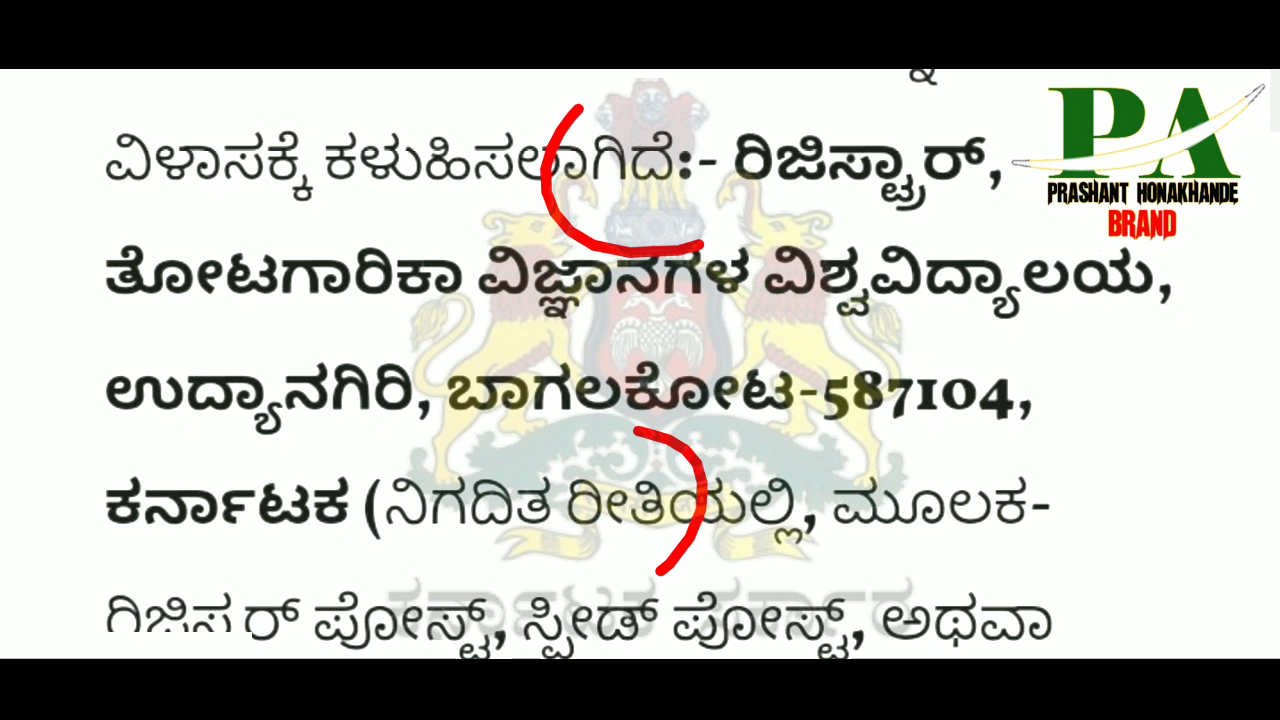 ವಿಳಾಸಕ್ಕೆ ಕಳುಹಿಸಲಾಗಿದೆ:- ರಿಜಿಸ್ಟ್ರಾರ್,
ತೋಟಗಾರಿಕಾ ವಿಜ್ಞಾನಗಳ ವಿಶ್ವವಿದ್ಯಾಲಯ,
ಉದ್ಯಾನಗಿರಿ, ಬಾಗಲಕೋಟ-587104,
ಕರ್ನಾಟಕ (ನಿಗದಿತ ರೀತಿಯಲ್ಲಿ, ಮೂಲಕ-
ಪೋಸ್ಟ್, ಸ್ಪೀಡ್ ಪೋಸ್ಟ್, ಅಥವಾ
PA
PRASHANT HONAKHANDE
BRAND